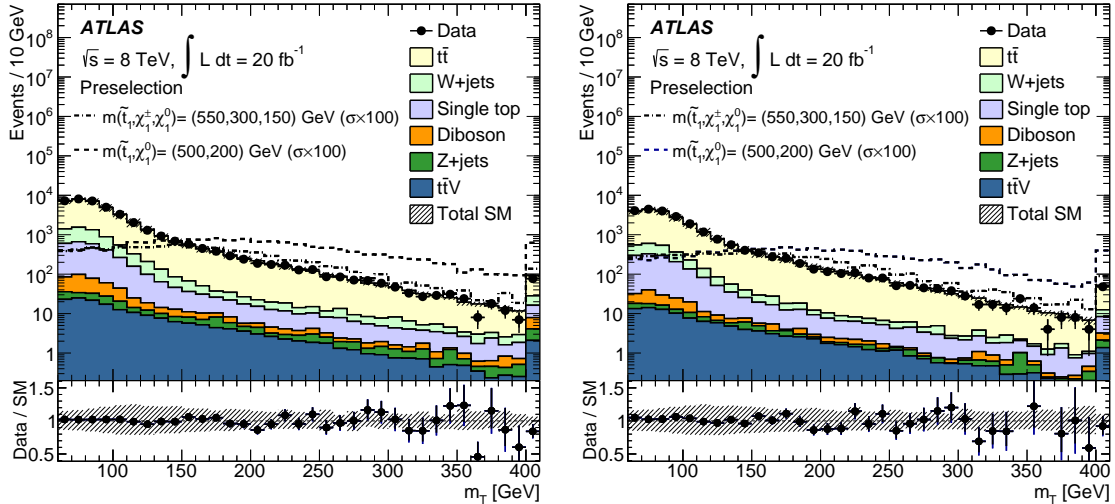 ATLAS
√s = 8 TeV, ∫ L dt = 20 fb⁻¹
Preselection
m(t̃₁,χ₁±,χ₁⁰)= (550,300,150) GeV (σ×100)
m(t̃₁,χ₁⁰)= (500,200) GeV (σ×100)
Data
tt̄
W+jets
Single top
Diboson
Z+jets
tt̄V
Total SM
Events / 10 GeV
10⁸
10⁷
10⁶
10⁵
10⁴
10³
10²
10
1
Data / SM
1.5
1
0.5
100 150 200 250 300 350 400
m_T [GeV]
ATLAS
√s = 8 TeV, ∫ L dt = 20 fb⁻¹
Preselection
m(t̃₁,χ₁±,χ₁⁰)= (550,300,150) GeV (σ×100)
m(t̃₁,χ₁⁰)= (500,200) GeV (σ×100)
Data
tt̄
W+jets
Single top
Diboson
Z+jets
tt̄V
Total SM
Events / 10 GeV
10⁸
10⁷
10⁶
10⁵
10⁴
10³
10²
10
1
Data / SM
1.5
1
0.5
100 150 200 250 300 350 400
m_T [GeV]